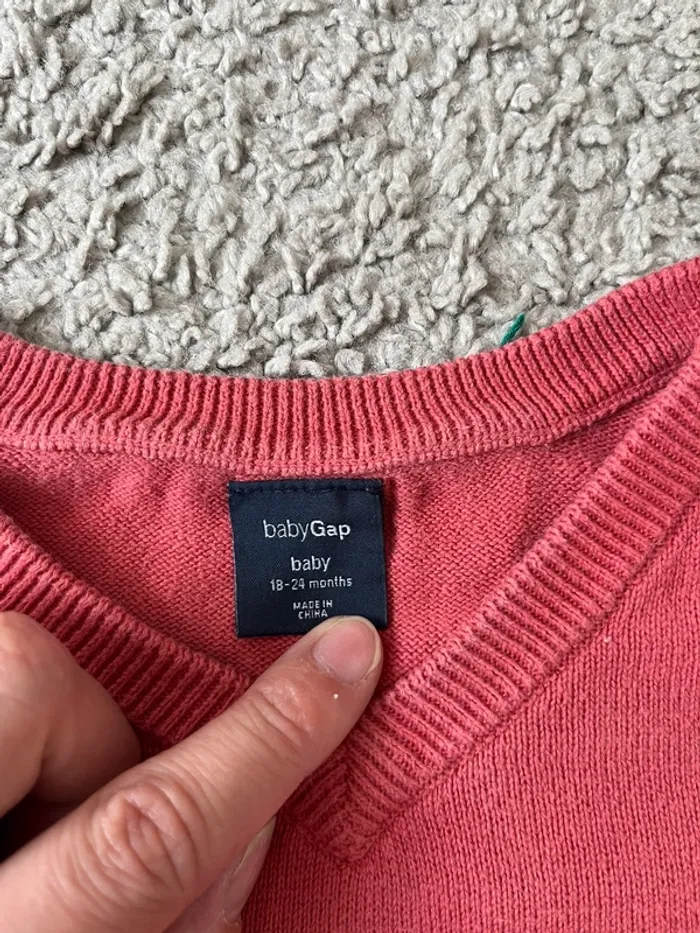 babyGap
baby
18-24 months
MADE IN
CHINA